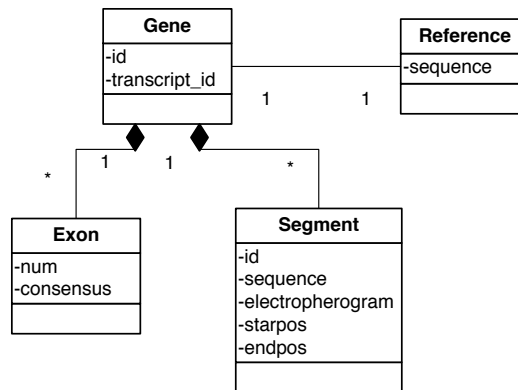 Gene
-id
-transcript_id
Reference
-sequence
1
1
1
1
*
*
Exon
-num
-consensus
Segment
-id
-sequence
-electropherogram
-starpos
-endpos